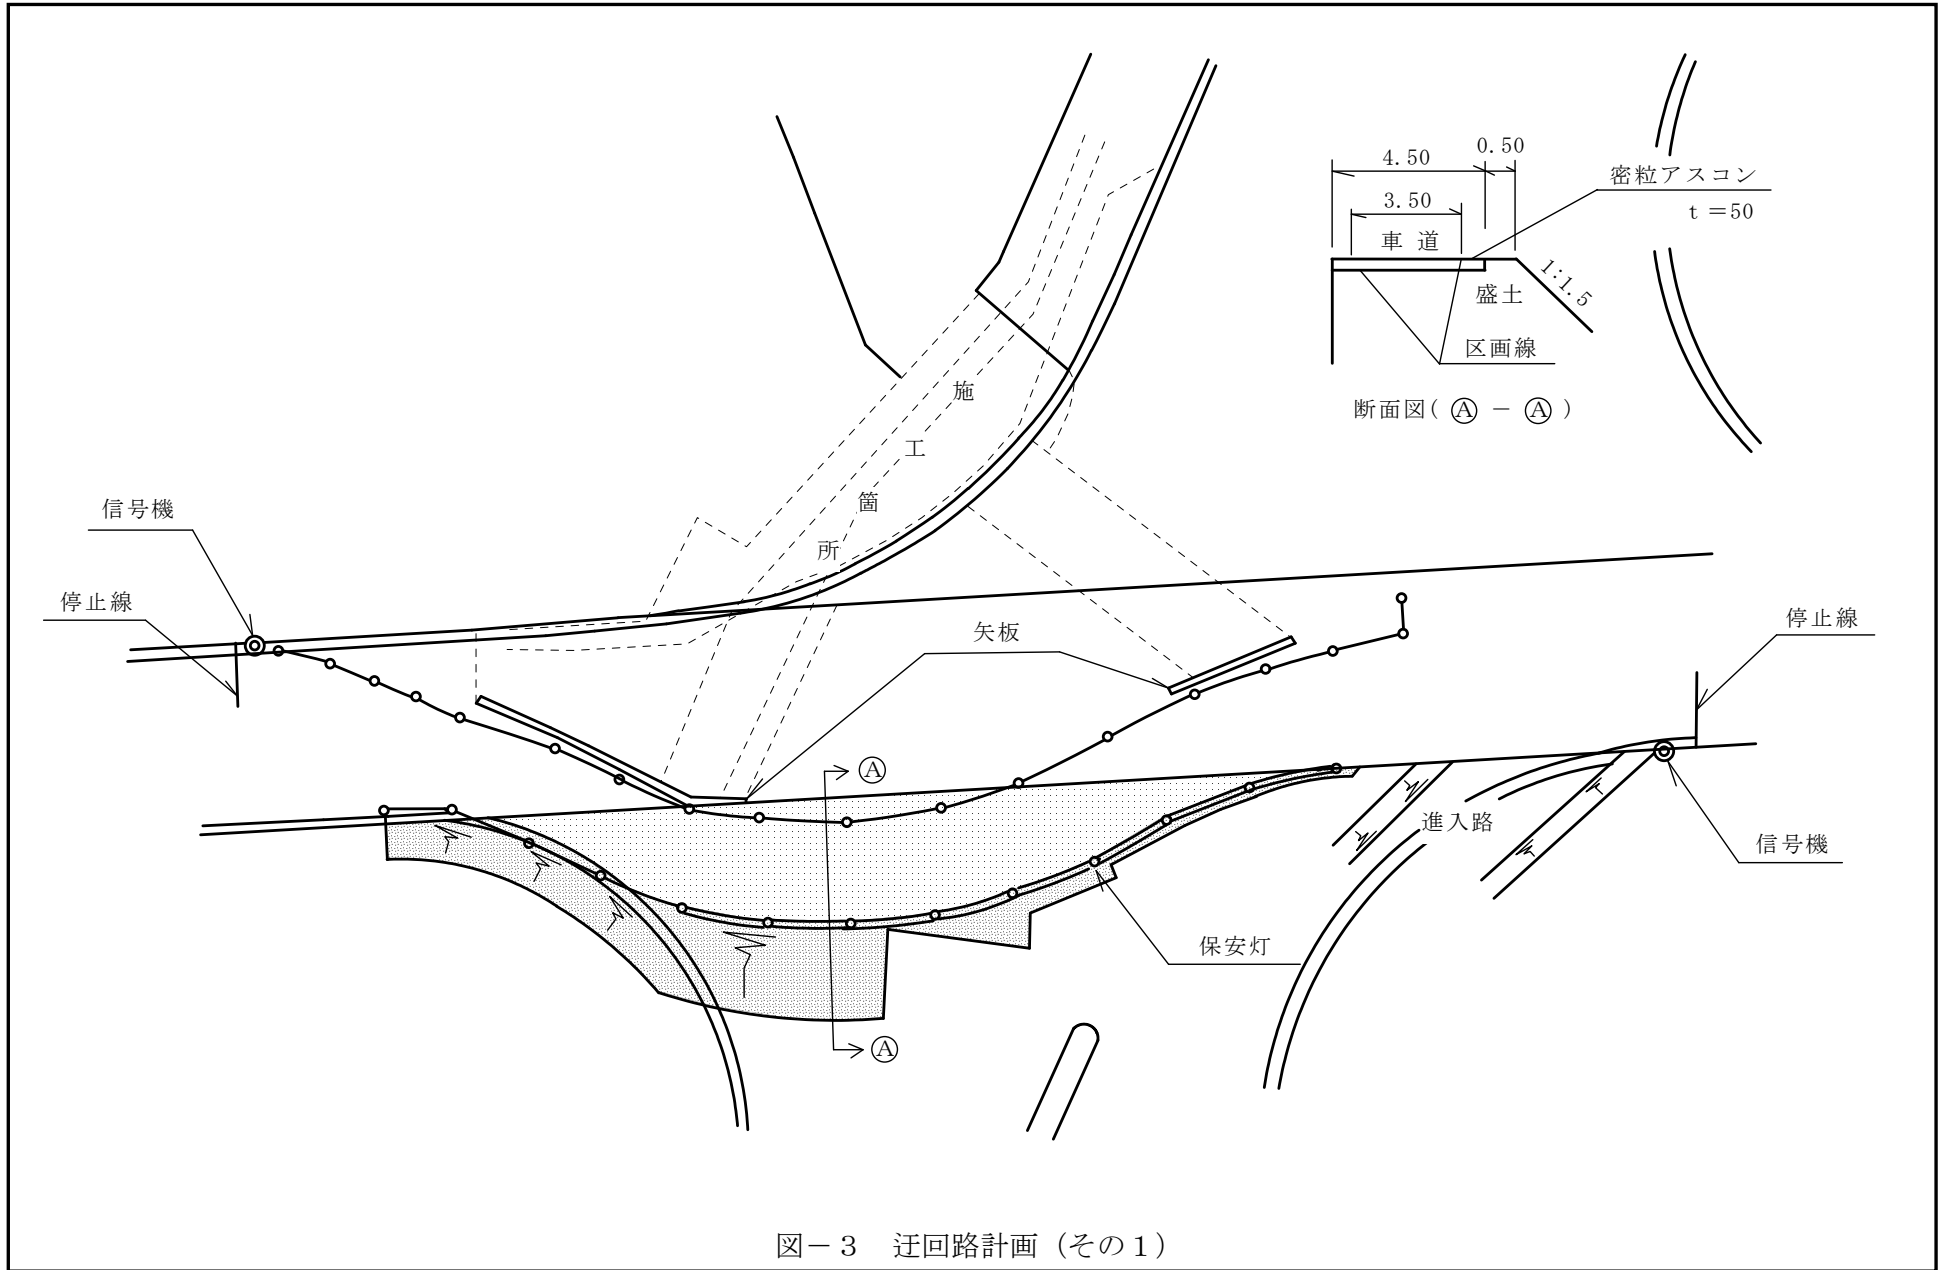 4.50
0.50
密粒アスコン
t＝50
3.50
車 道
1:1.5
盛土
区画線
断面図( Ⓐ － Ⓐ )
施
工
箇
所
信号機
停止線
矢板
停止線
Ⓐ
進入路
信号機
保安灯
Ⓐ
図－３　迂回路計画（その１）